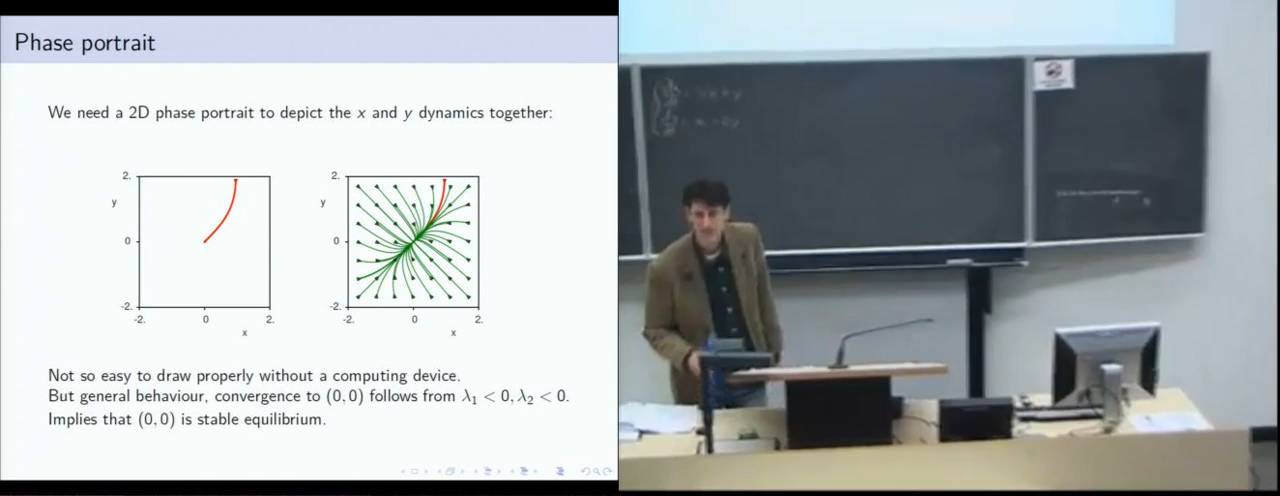 Phase portrait
We need a 2D phase portrait to depict the x and y dynamics together:
2.
y
0
-2.
-2.
0
2.
x
2.
y
0
-2.
-2.
0
2.
x
Not so easy to draw properly without a computing device.
But general behaviour, convergence to (0,0) follows from λ₁ < 0, λ₂ < 0.
Implies that (0,0) is stable equilibrium.